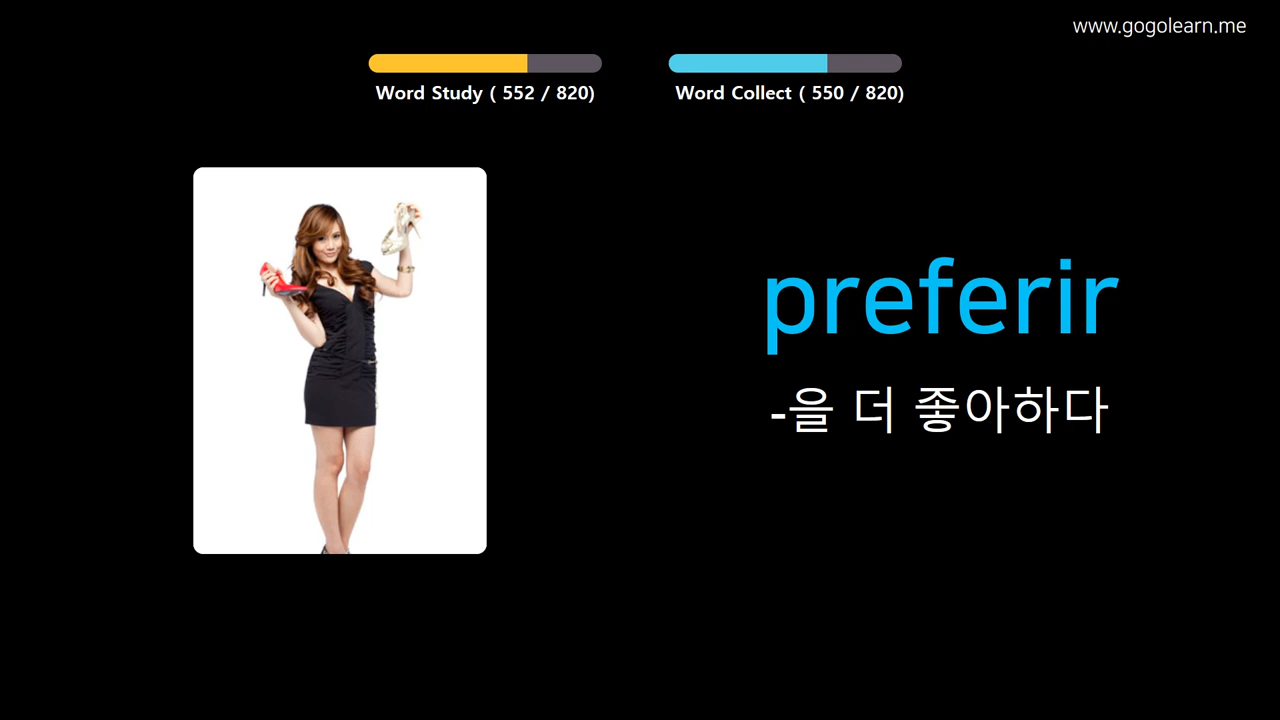 www.gogolearn.me
Word Study ( 552 / 820)
Word Collect ( 550 / 820)
preferir
-을 더 좋아하다